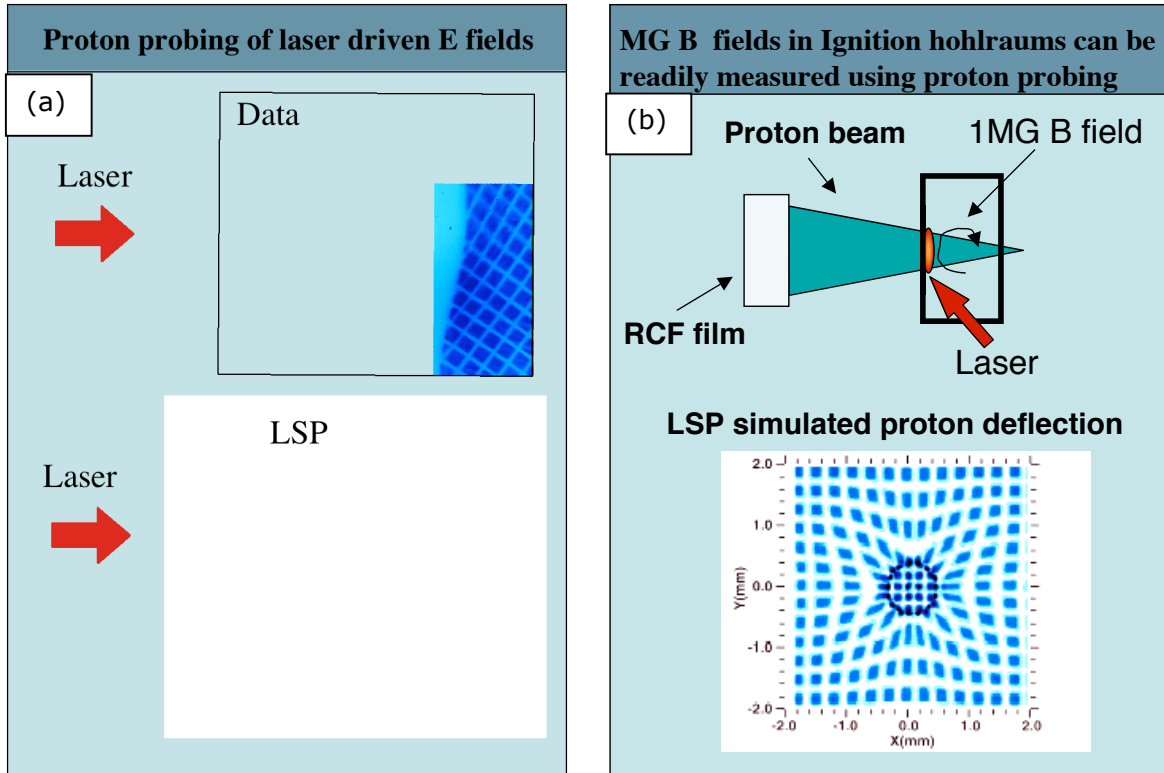 Proton probing of laser driven E fields
(a)
Data
Laser
LSP
Laser
MG B fields in Ignition hohlraums can be
readily measured using proton probing
(b)
Proton beam
1MG B field
RCF film
Laser
LSP simulated proton deflection
2.0
1.0
0.0
-1.0
-2.0
Y(mm)
-2.0 -1.0 0.0 1.0 2.0
X(mm)